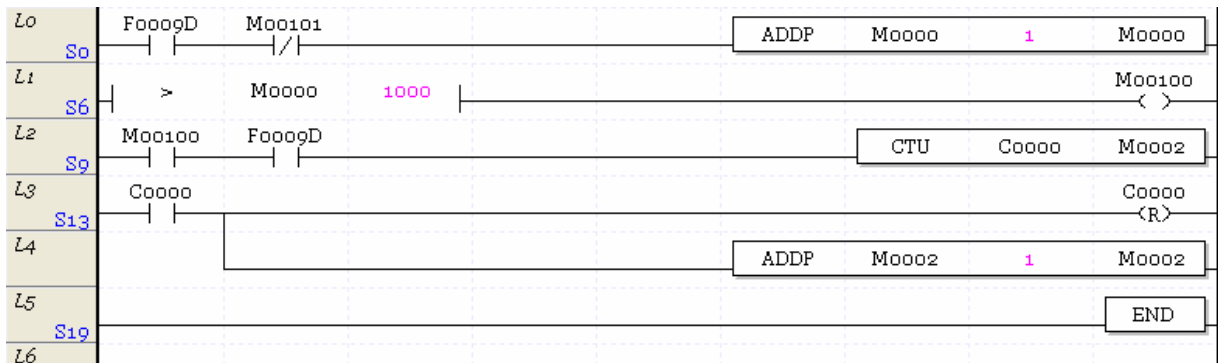 L0 F0009D M00101 ADDP M0000 1 M0000
S0
L1 > M0000 1000 M00100
S6
L2 M00100 F0009D CTU C0000 M0002
S9
L3 C0000 C0000
S13 R
L4 ADDP M0002 1 M0002
L5 END
S19
L6